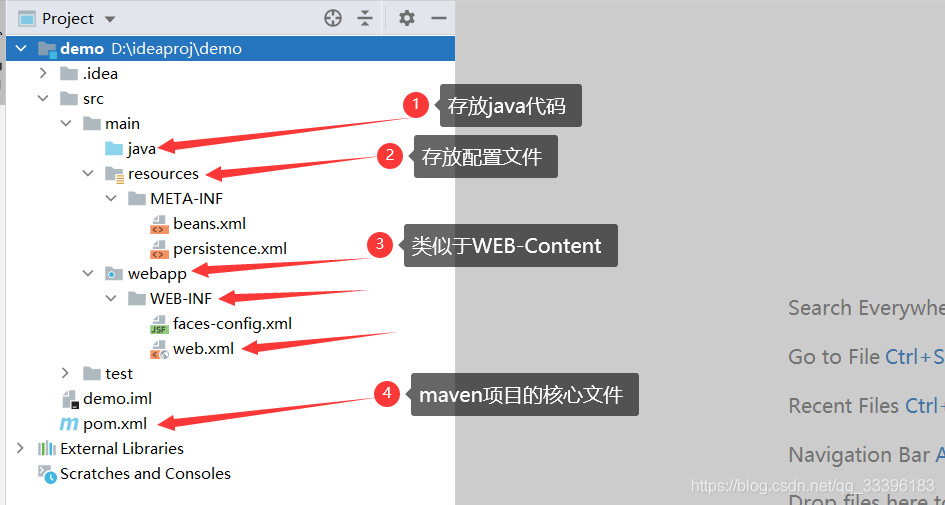 Project
demo D:\ideaproj\demo
.idea
src
1 存放java代码
main
java
2 存放配置文件
resources
META-INF
beans.xml
persistence.xml
3 类似于WEB-Content
webapp
WEB-INF
faces-config.xml
web.xml
test
demo.iml
4 maven项目的核心文件
pom.xml
External Libraries
Scratches and Consoles
Search Everywhe
Go to File Ctrl+S
Recent Files Ctrl+
Navigation Bar A
Drop files here to
https://blog.csdn.net/qq_33396183